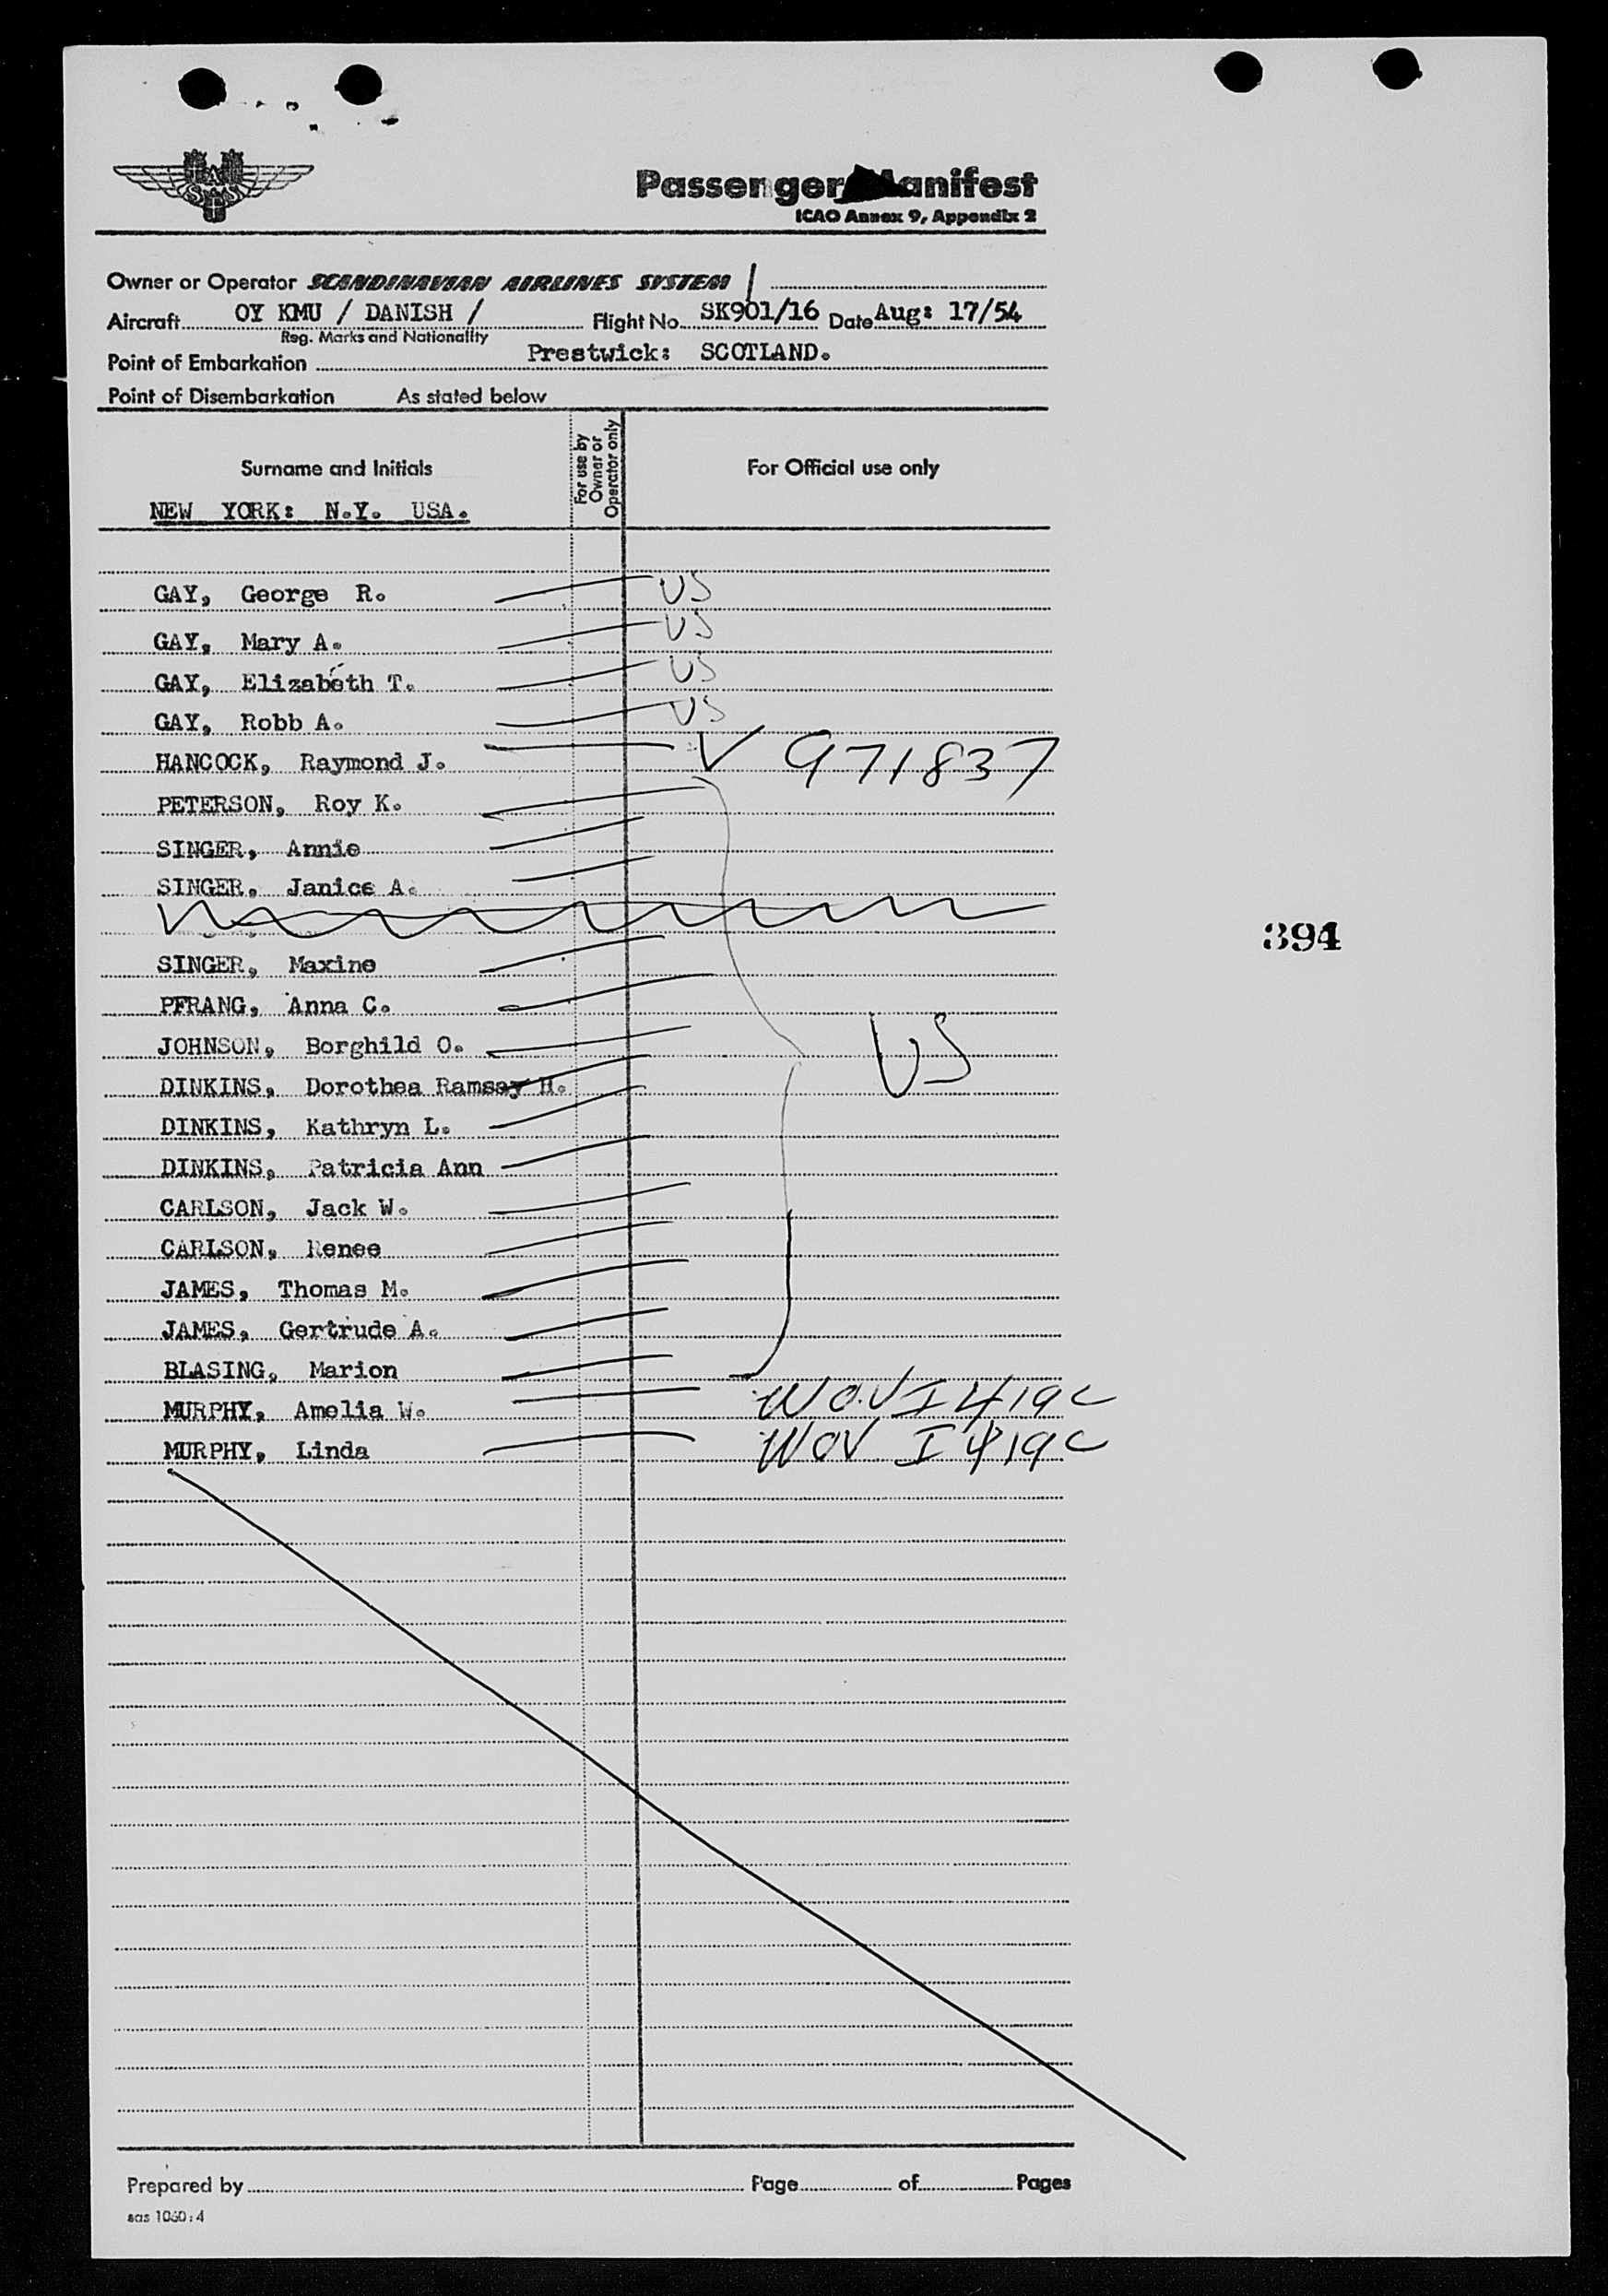 SAS
Passenger Manifest
ICAO Annex 9, Appendix 2
Owner or Operator SCANDINAVIAN AIRLINES SYSTEM
Aircraft OY KMU / DANISH / Flight No. SK901/16 Date Aug: 17/54
Reg. Marks and Nationality
Point of Embarkation Prestwick: SCOTLAND.
Point of Disembarkation As stated below
Surname and Initials For use by Owner or Operator only For Official use only
NEW YORK: N.Y. USA.
GAY, George R. US
GAY, Mary A. US
GAY, Elizabeth T. US
GAY, Robb A. US
HANCOCK, Raymond J. V 971837
PETERSON, Roy K.
SINGER, Annie
SINGER, Janice A.
394
SINGER, Maxine
PFRANG, Anna C.
JOHNSON, Borghild O. US
DINKINS, Dorothea Ramsay H.
DINKINS, Kathryn L.
DINKINS, Patricia Ann
CARLSON, Jack W.
CARLSON, Renee
JAMES, Thomas M.
JAMES, Gertrude A.
BLASING, Marion
MURPHY, Amelia W.
MURPHY, Linda
Prepared by Page of Pages
sas 1060:4